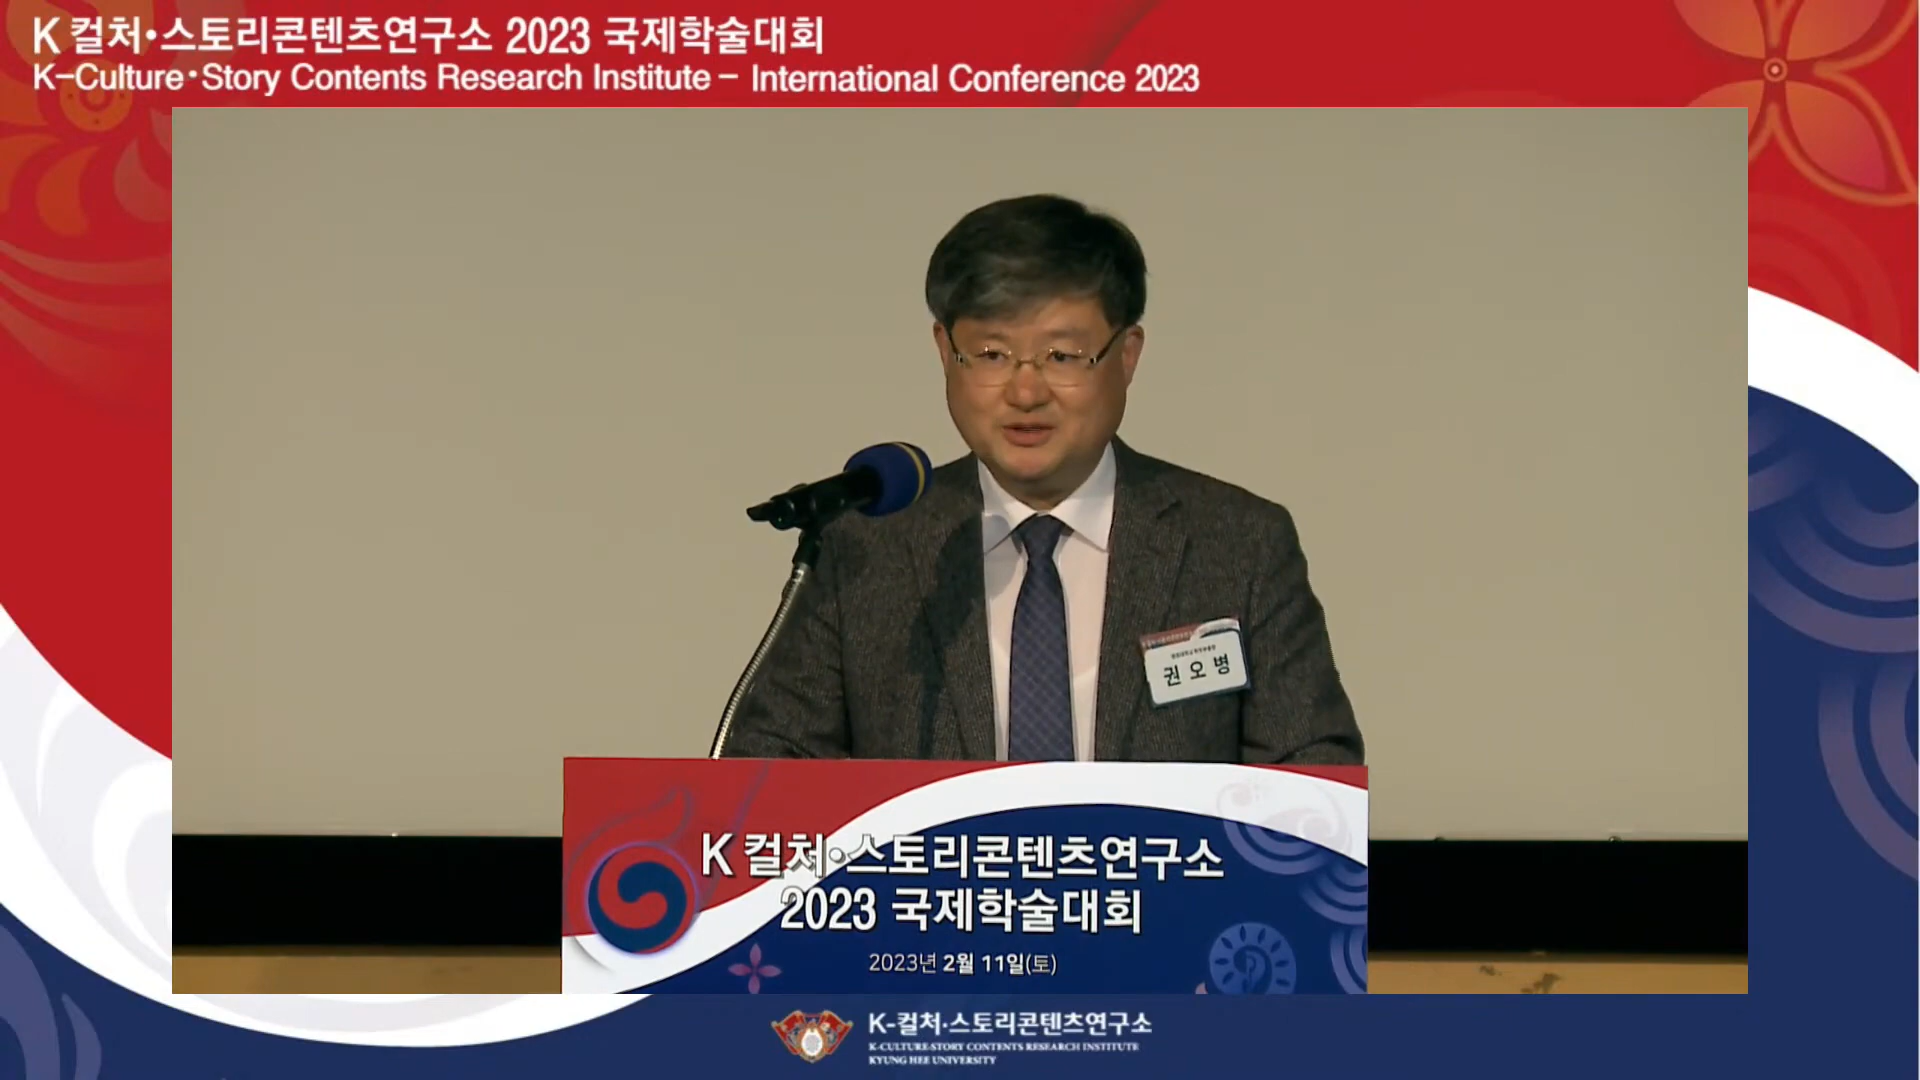 K 컬처•스토리콘텐츠연구소 2023 국제학술대회
K-Culture•Story Contents Research Institute - International Conference 2023
권오병
K 컬처•스토리콘텐츠연구소
2023 국제학술대회
2023년 2월 11일(토)
K-컬처·스토리콘텐츠연구소
K-CULTURE·STORY CONTENTS RESEARCH INSTITUTE
KYUNG HEE UNIVERSITY